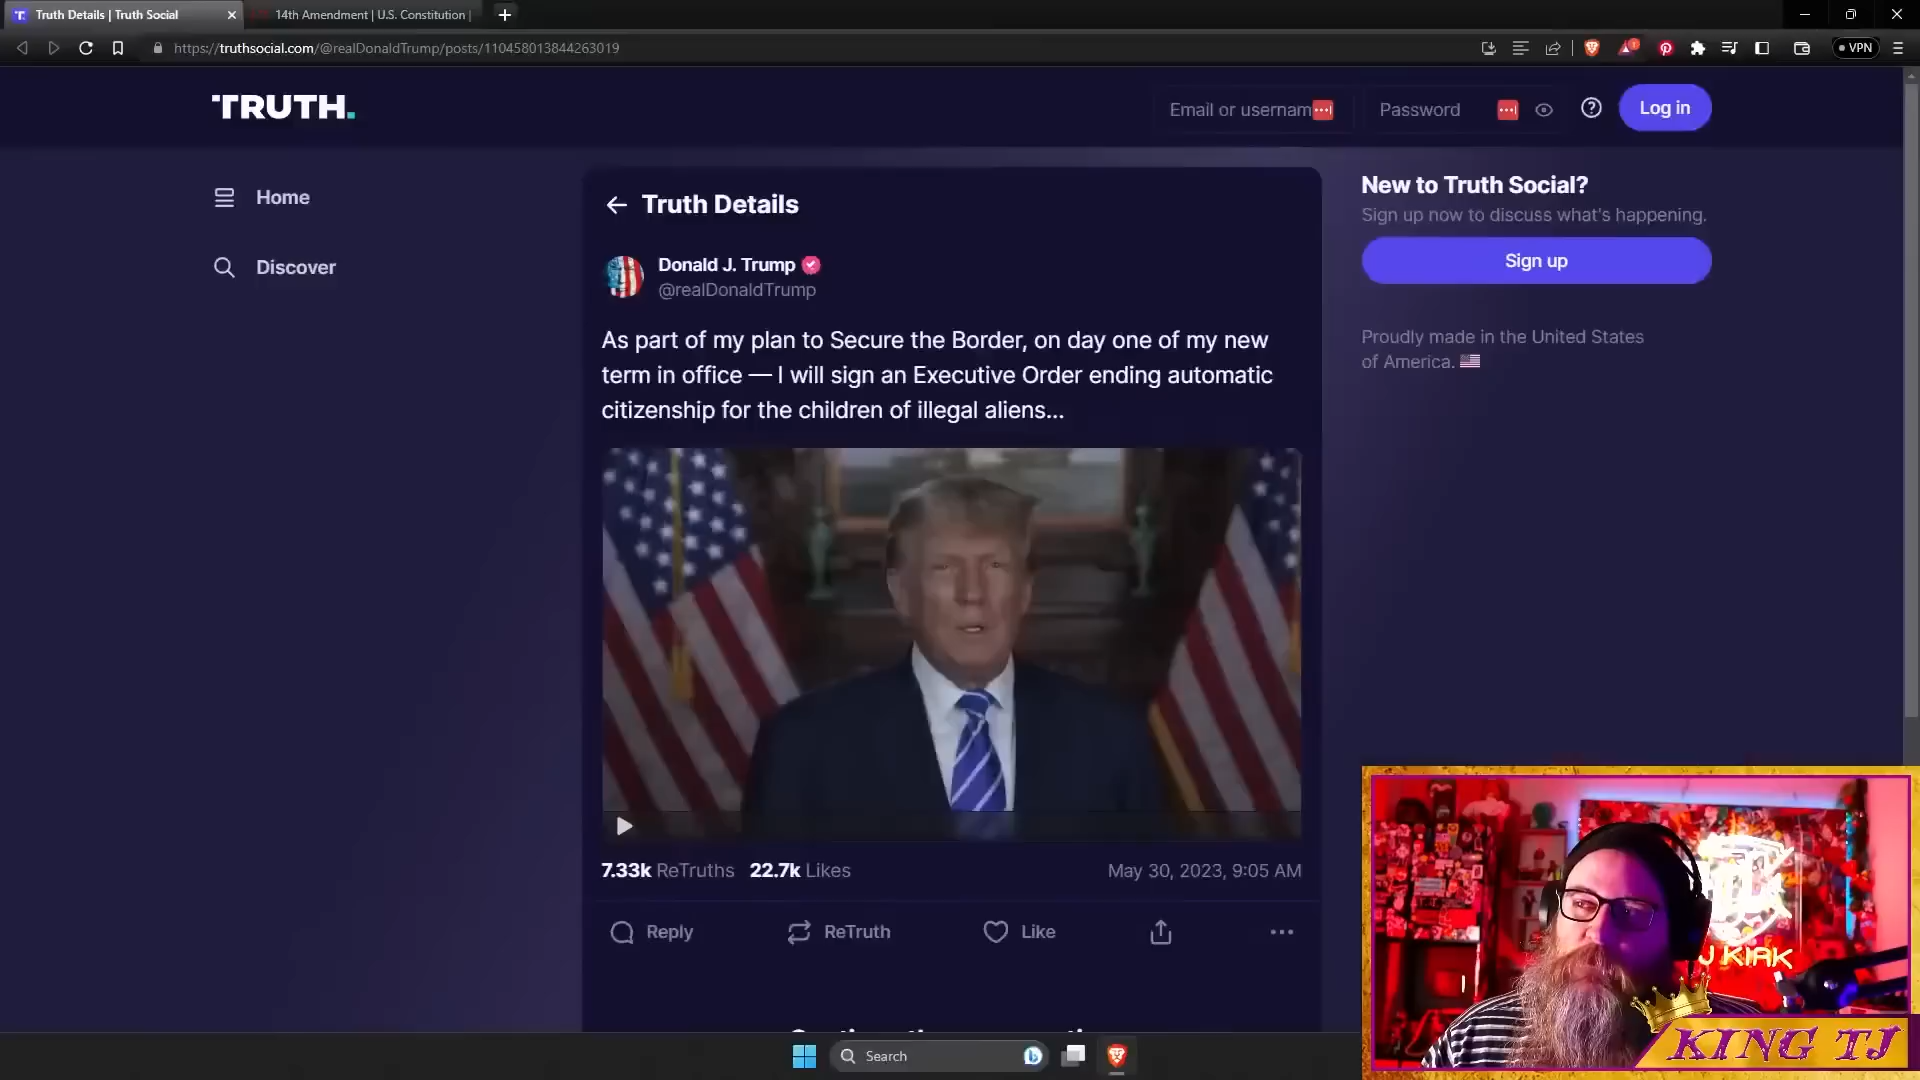 Truth Details | Truth Social
14th Amendment | U.S. Constitution |
https://truthsocial.com/@realDonaldTrump/posts/110458013844263019
VPN
TRUTH.
Email or usernam
Password
Log in
Home
Discover
Truth Details
Donald J. Trump
@realDonaldTrump
As part of my plan to Secure the Border, on day one of my new
term in office — I will sign an Executive Order ending automatic
citizenship for the children of illegal aliens...
7.33k ReTruths 22.7k Likes
May 30, 2023, 9:05 AM
Reply
ReTruth
Like
New to Truth Social?
Sign up now to discuss what's happening.
Sign up
Proudly made in the United States
of America.
J KIRK
KING TJ
Search